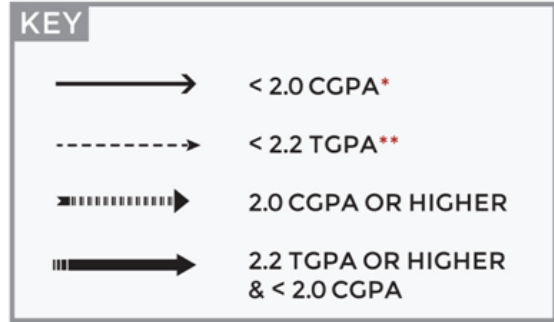 KEY
< 2.0 CGPA*
< 2.2 TGPA**
2.0 CGPA OR HIGHER
2.2 TGPA OR HIGHER
& < 2.0 CGPA